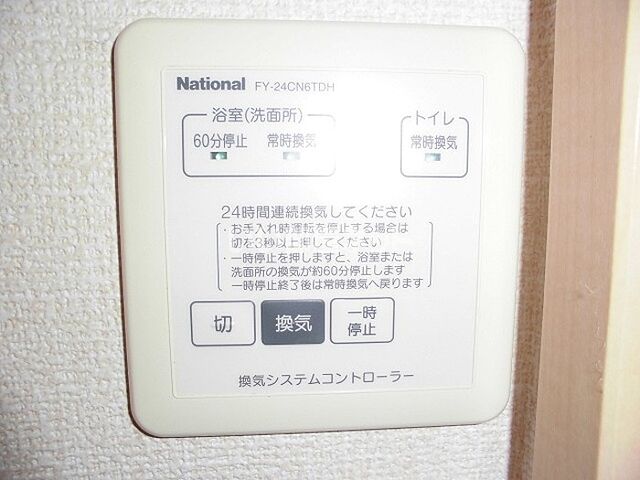 National FY-24CN6TDH
浴室(洗面所)
60分停止 常時換気
トイレ
常時換気
24時間連続換気してください
・お手入れ時運転を停止する場合は
切を3秒以上押してください
・一時停止を押しますと、浴室または
洗面所の換気が約60分停止します
一時停止終了後は常時換気へ戻ります
切
換気
一時
停止
換気システムコントローラー